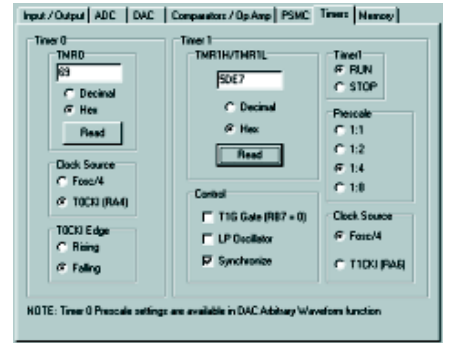 Input / Output ADC DAC Comparators / Op Amp PSMC Timers Memory
Timer 0
TMR0
69
Decimal
Hex
Read
Clock Source
Fosc/4
T0CKI (RA4)
T0CKI Edge
Rising
Falling
Timer 1
TMR1H/TMR1L
5DE7
Decimal
Hex
Read
Control
T1G Gate (RB7 = 0)
LP Oscillator
Synchronize
Timer1
RUN
STOP
Prescale
1:1
1:2
1:4
1:8
Clock Source
Fosc/4
T1CKI (RA6)
NOTE: Timer 0 Prescale settings are available in DAC Arbitrary Waveform function